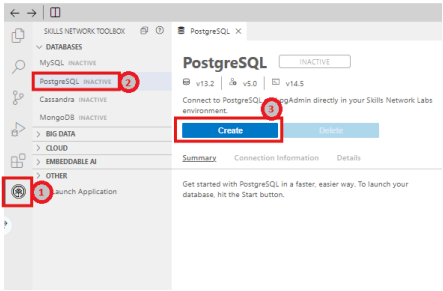 SKILLS NETWORK TOOLBOX
DATABASES
MySQL INACTIVE
PostgreSQL INACTIVE
2
Cassandra INACTIVE
MongoDB INACTIVE
BIG DATA
CLOUD
EMBEDDABLE AI
OTHER
1
Launch Application
PostgreSQL
PostgreSQL
INACTIVE
v13.2
v5.0
v14.5
Connect to PostgreSQL pgAdmin directly in your Skills Network Labs
environment.
3
Create
Delete
Summary
Connection Information
Details
Get started with PostgreSQL in a faster, easier way. To launch your
database, hit the Start button.